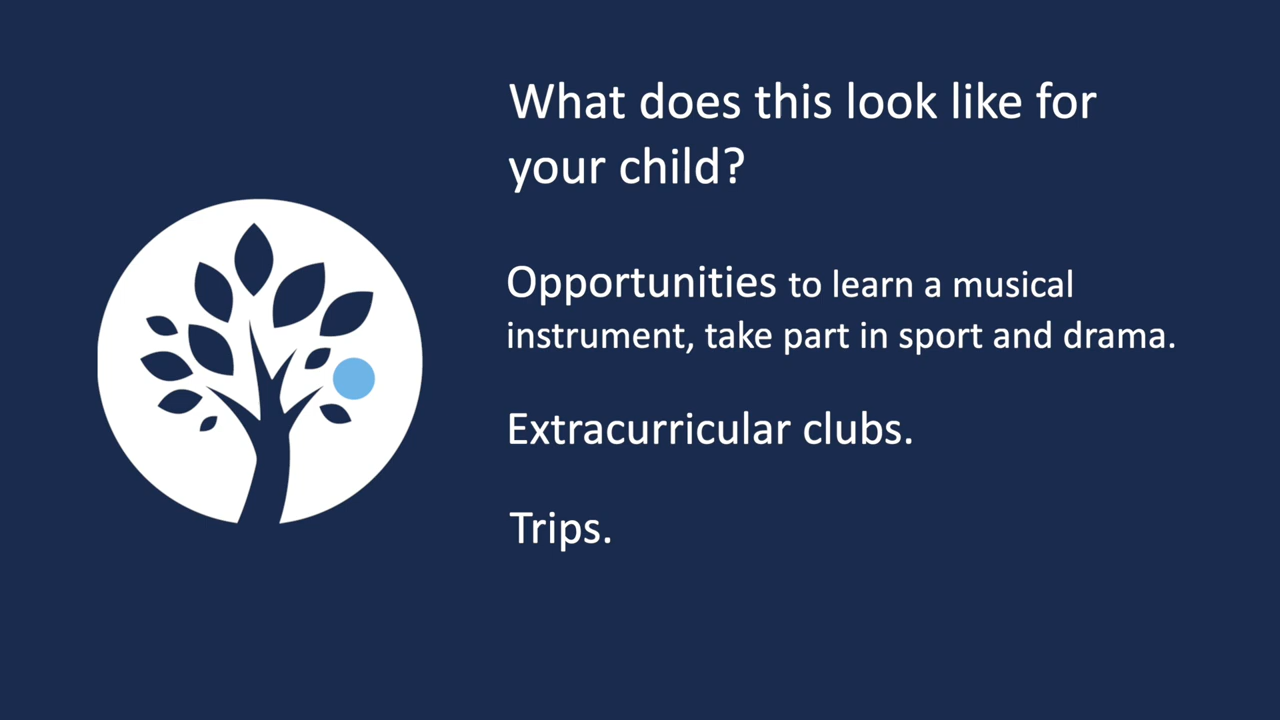 What does this look like for
your child?
Opportunities to learn a musical
instrument, take part in sport and drama.
Extracurricular clubs.
Trips.